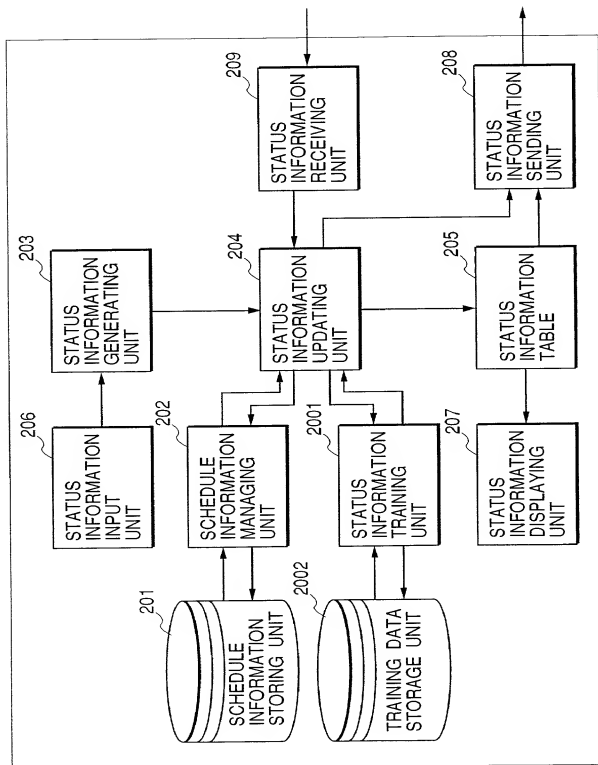 206
STATUS
INFORMATION
INPUT
UNIT
203
STATUS
INFORMATION
GENERATING
UNIT
201
SCHEDULE
INFORMATION
STORING UNIT
202
SCHEDULE
INFORMATION
MANAGING
UNIT
204
STATUS
INFORMATION
UPDATING
UNIT
209
STATUS
INFORMATION
RECEIVING
UNIT
2002
TRAINING DATA
STORAGE UNIT
2001
STATUS
INFORMATION
TRAINING
UNIT
207
STATUS
INFORMATION
DISPLAYING
UNIT
205
STATUS
INFORMATION
TABLE
208
STATUS
INFORMATION
SENDING
UNIT